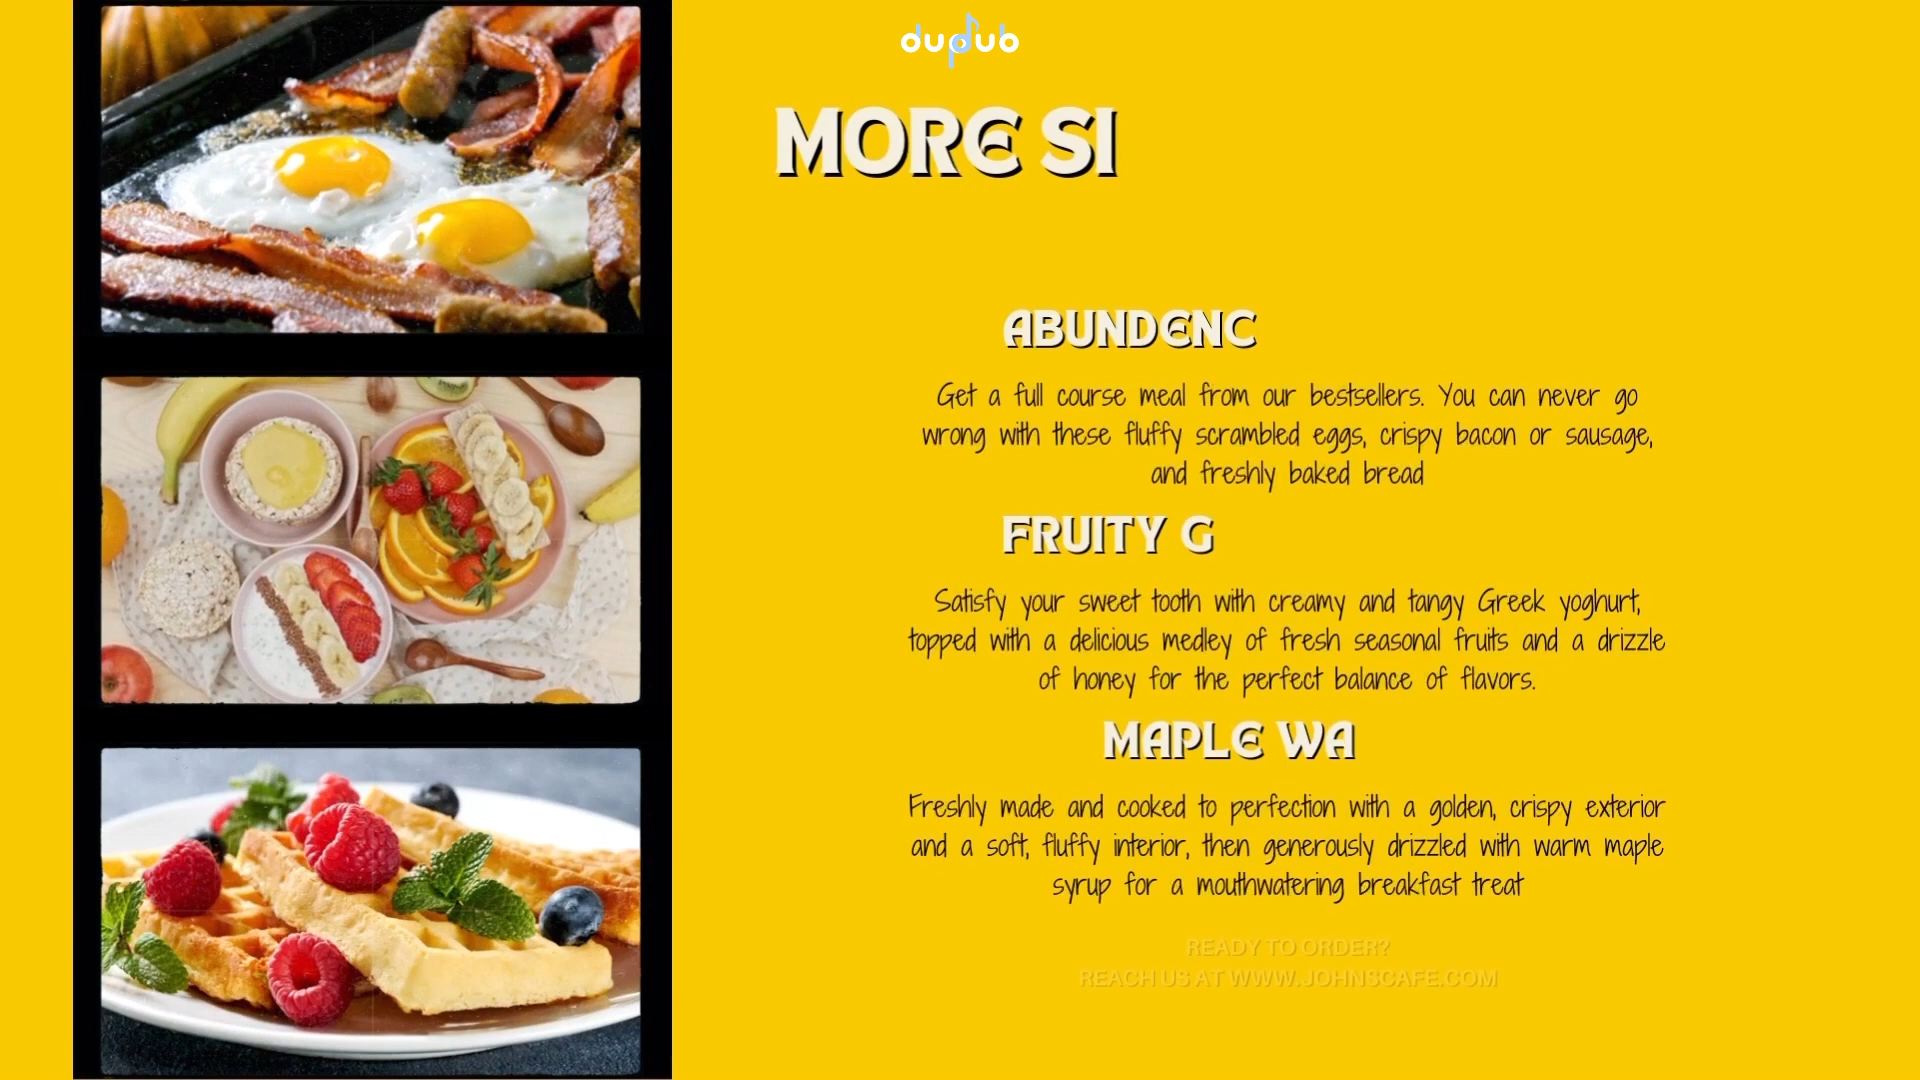 dupdub
MORE SI
ABUNDENC
Get a full course meal from our bestsellers. You can never go
wrong with these fluffy scrambled eggs, crispy bacon or sausage,
and freshly baked bread
FRUITY G
Satisfy your sweet tooth with creamy and tangy Greek yoghurt,
topped with a delicious medley of fresh seasonal fruits and a drizzle
of honey for the perfect balance of flavors.
MAPLE WA
Freshly made and cooked to perfection with a golden, crispy exterior
and a soft, fluffy interior, then generously drizzled with warm maple
syrup for a mouthwatering breakfast treat
READY TO ORDER?
REACH US AT WWW.JOHNSCAFE.COM